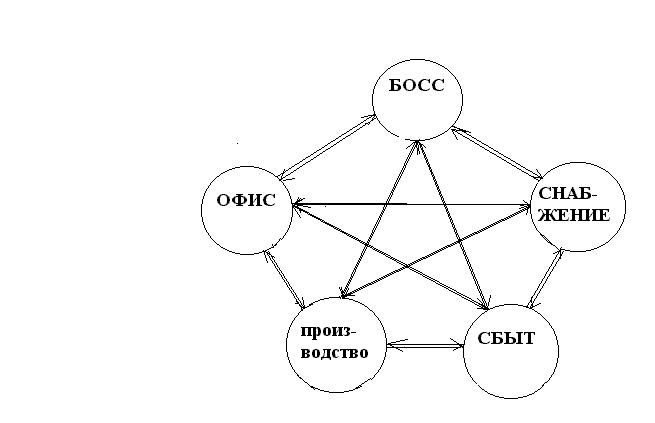 БОСС
ОФИС
СНАБ-
ЖЕНИЕ
произ-
водство
СБЫТ